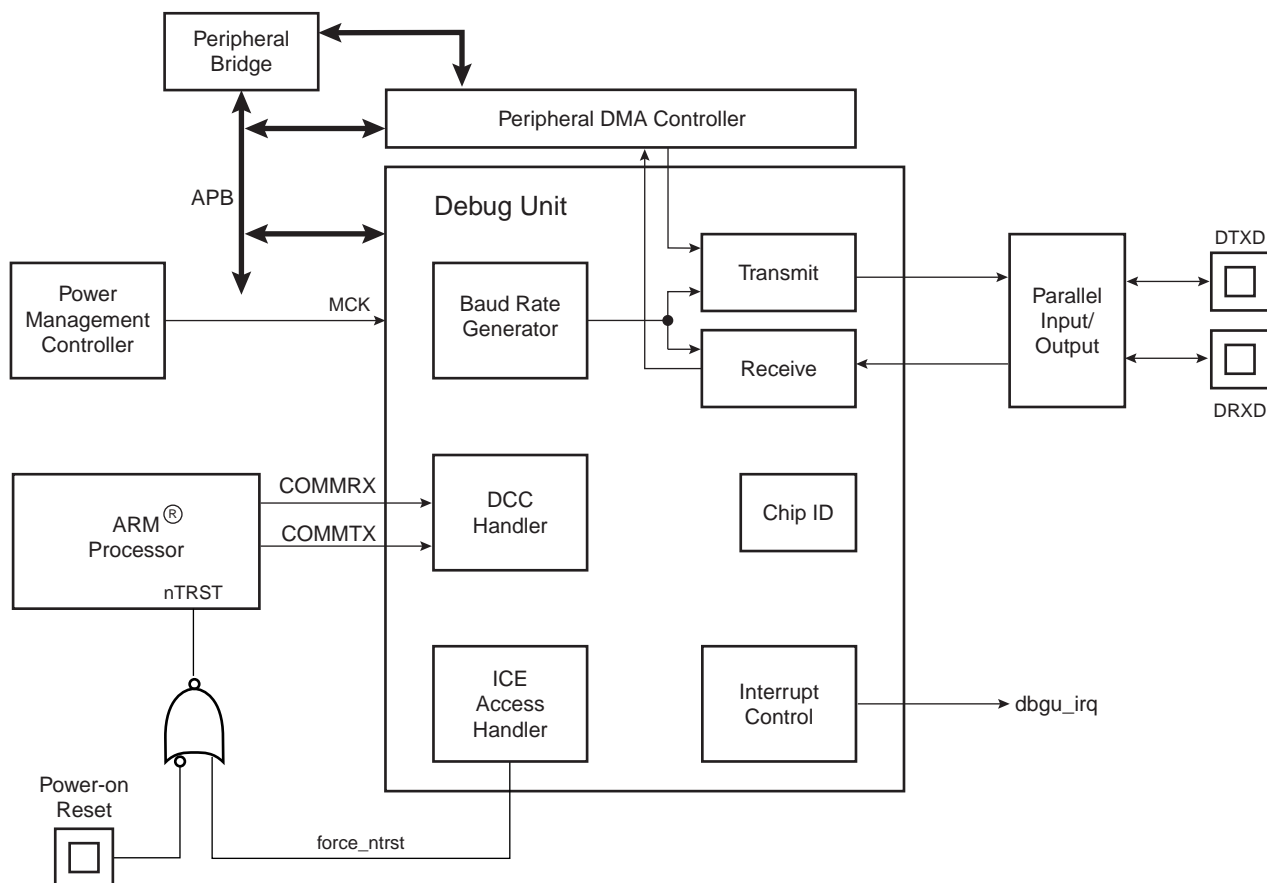 Peripheral
Bridge
Peripheral DMA Controller
APB
Debug Unit
DTXD
Transmit
Power
Management
Controller
MCK
Baud Rate
Generator
Parallel
Input/
Output
Receive
DRXD
COMMRX
DCC
Handler
Chip ID
ARM®
Processor
COMMTX
nTRST
ICE
Access
Handler
Interrupt
Control
dbgu_irq
Power-on
Reset
force_ntrst